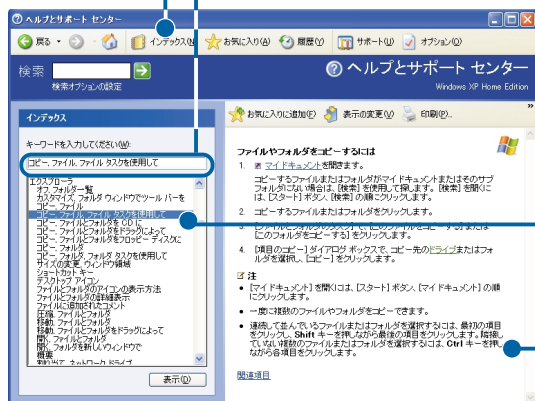 ヘルプとサポート センター
戻る
インデックス(N)
お気に入り(A)
履歴(Y)
サポート(U)
オプション(O)
検索
検索オプションの設定
ヘルプとサポート センター
Windows XP Home Edition
インデックス
キーワードを入力してください(W):
コピー, ファイル, ファイル タスクを使用して
エクスプローラ
オフ, フォルダ一覧
カスタマイズ, フォルダ ウィンドウでツール バーを
コピー, ファイル
コピー, ファイル, ファイル タスクを使用して
コピー, ファイルとフォルダを CD に
コピー, ファイルとフォルダをドラッグによって
コピー, ファイルとフォルダをフロッピー ディスクに
コピー, フォルダ
コピー, フォルダ, フォルダ タスクを使用して
サイズの変更, ウィンドウ領域
ショートカット キー
デスクトップ アイコン
ファイルとフォルダのアイコンの表示方法
ファイルとフォルダの詳細表示
ファイルに追加されたコメント
圧縮, ファイルとフォルダ
移動, ファイルとフォルダ
移動, ファイルとフォルダをドラッグによって
開く, ファイルとフォルダ
開く, フォルダを新しいウィンドウで
概要
割り当て, ネットワーク ドライブ
表示(D)
お気に入りに追加(F)
表示の変更(V)
印刷(P)...
ファイルやフォルダをコピーするには
1. マイドキュメントを開きます。
コピーするファイルまたはフォルダがマイドキュメントまたはそのサブ
フォルダにない場合は、[検索] を使用して探します。[検索] を開くに
は、[スタート] ボタン、[検索] の順にクリックします。
2. コピーするファイルまたはフォルダをクリックします。
3. [ファイルとフォルダのタスク] で、[このファイルをコピーする] または
[このフォルダをコピーする] をクリックします。
4. [項目のコピー] ダイアログ ボックスで、コピー先のドライブまたはフォ
ルダを選択し、[コピー] をクリックします。
注
• [マイドキュメント] を開くには、[スタート] ボタン、[マイドキュメント] の順
にクリックします。
• 一度に複数のファイルやフォルダをコピーできます。
• 連続して並んでいるファイルまたはフォルダを選択するには、最初の項目
をクリックし、Shift キーを押しながら最後の項目をクリックします。隣接し
ていない複数のファイルまたはフォルダを選択するには、Ctrl キーを押し
ながら各項目をクリックします。
関連項目